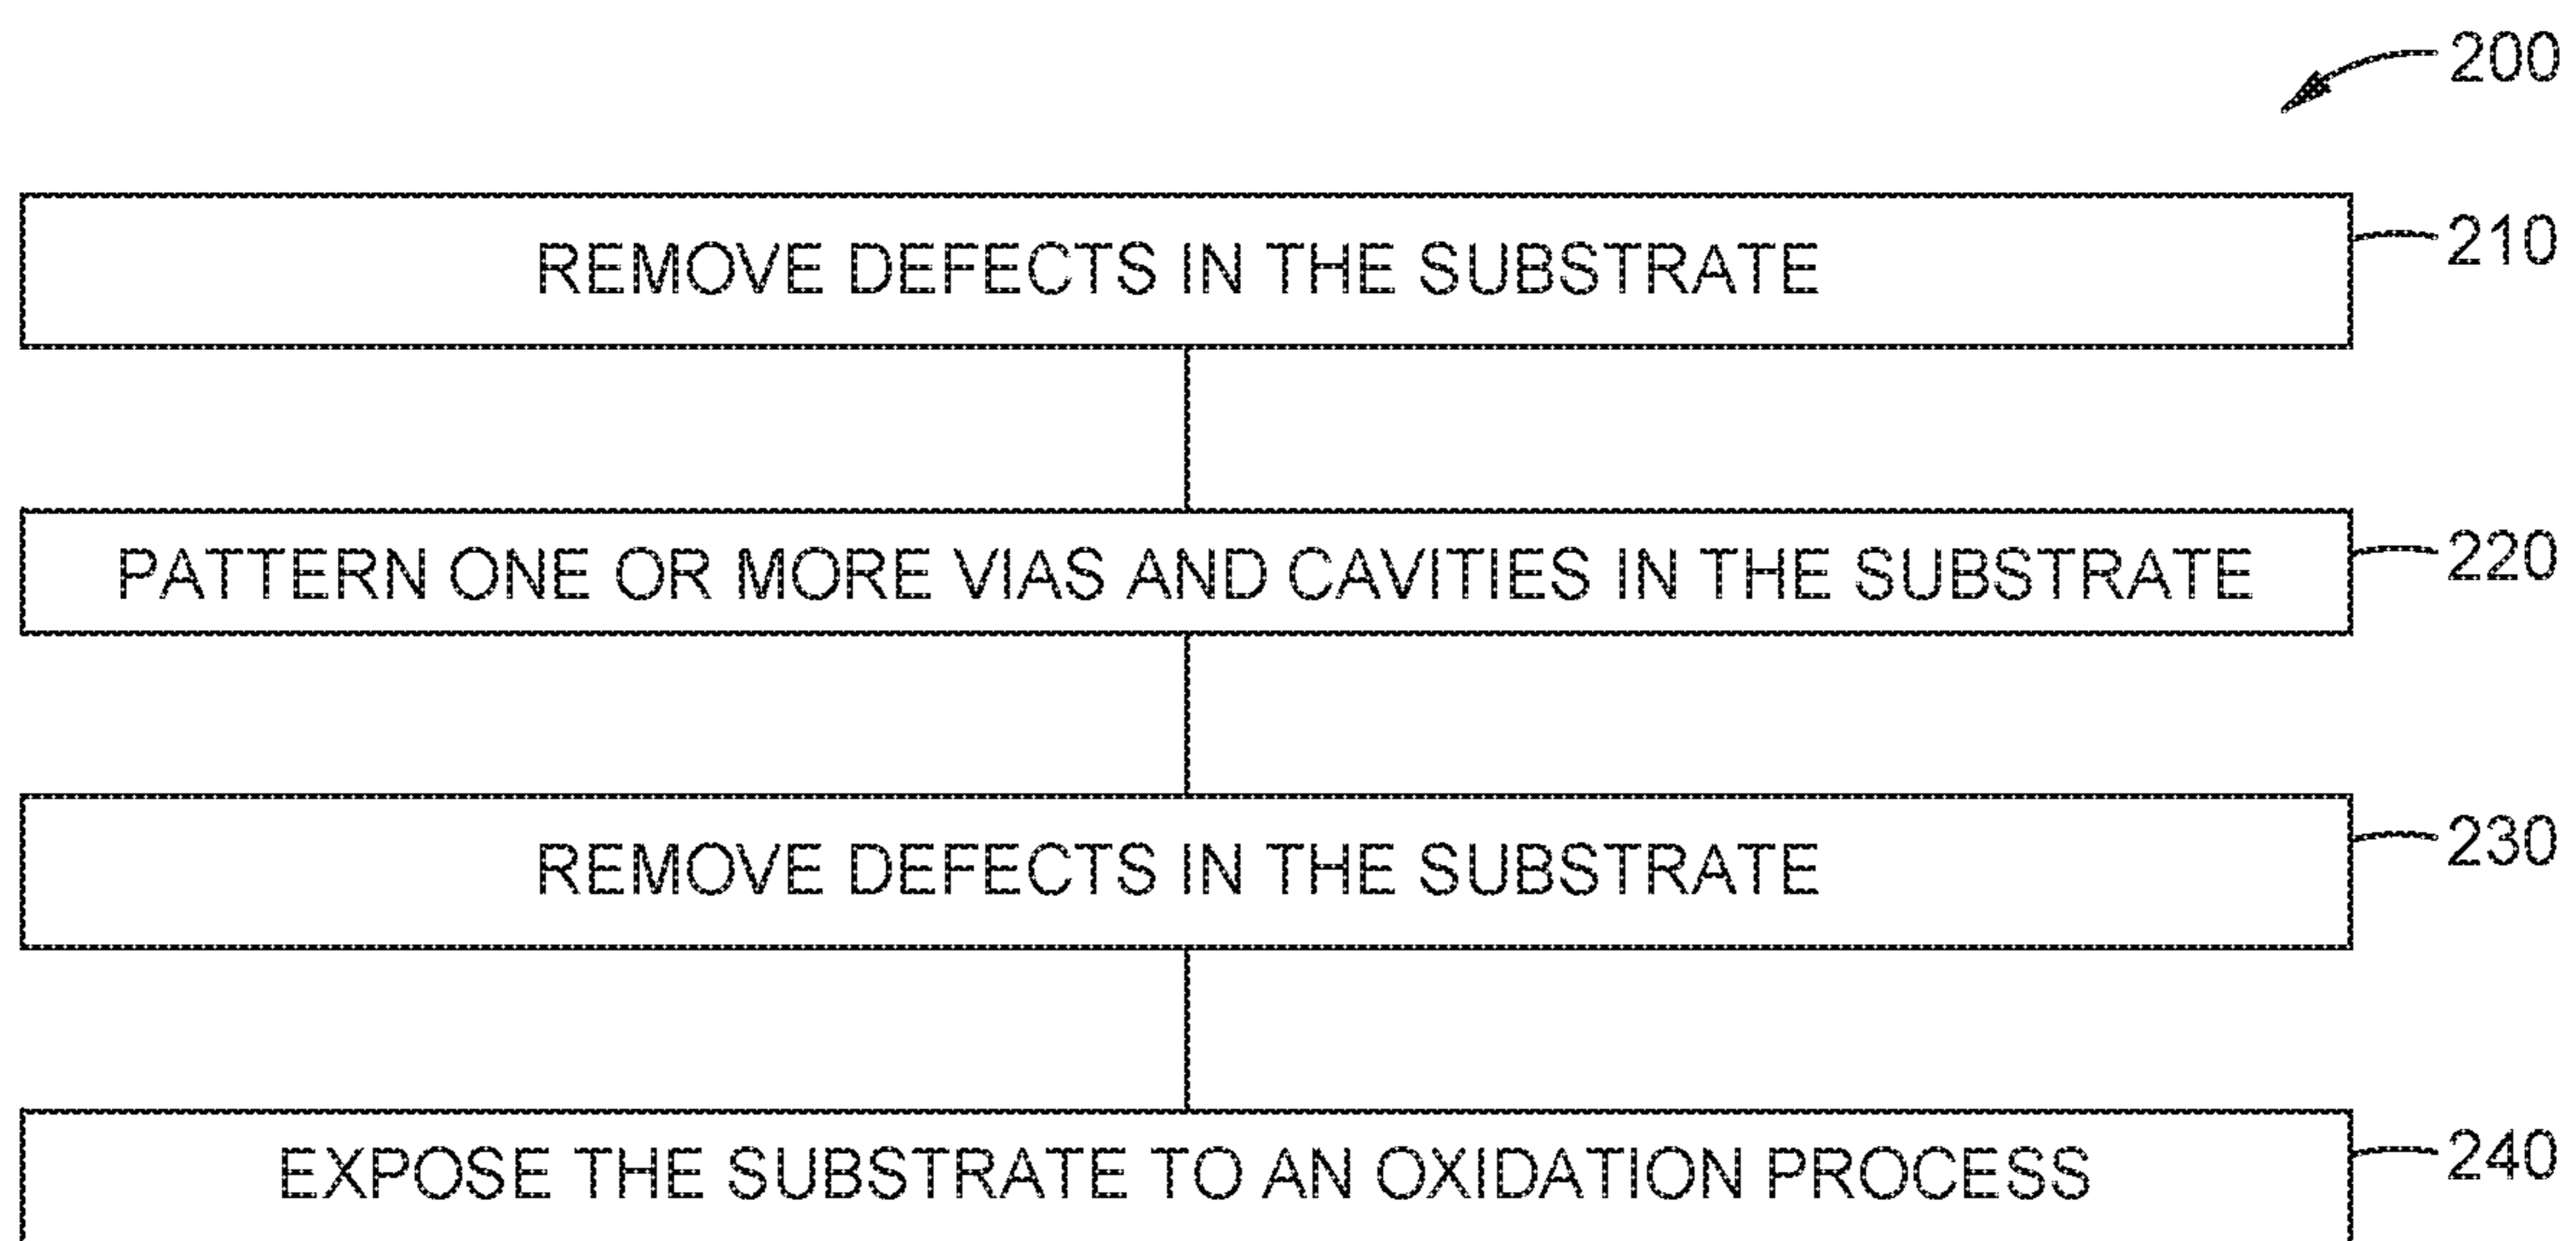 200
REMOVE DEFECTS IN THE SUBSTRATE
210
PATTERN ONE OR MORE VIAS AND CAVITIES IN THE SUBSTRATE
220
REMOVE DEFECTS IN THE SUBSTRATE
230
EXPOSE THE SUBSTRATE TO AN OXIDATION PROCESS
240